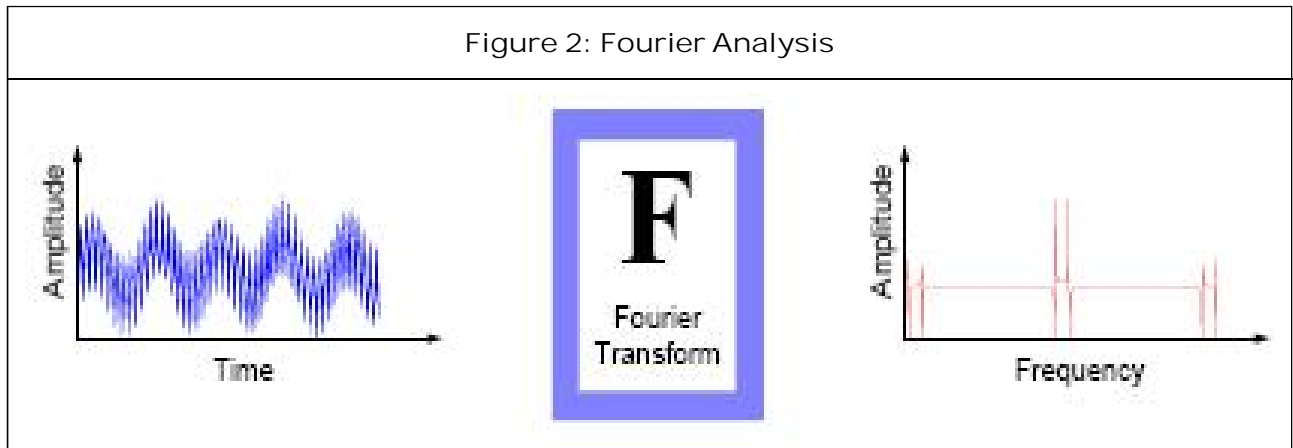 Figure 2: Fourier Analysis
Amplitude
Time
F
Fourier
Transform
Amplitude
Frequency